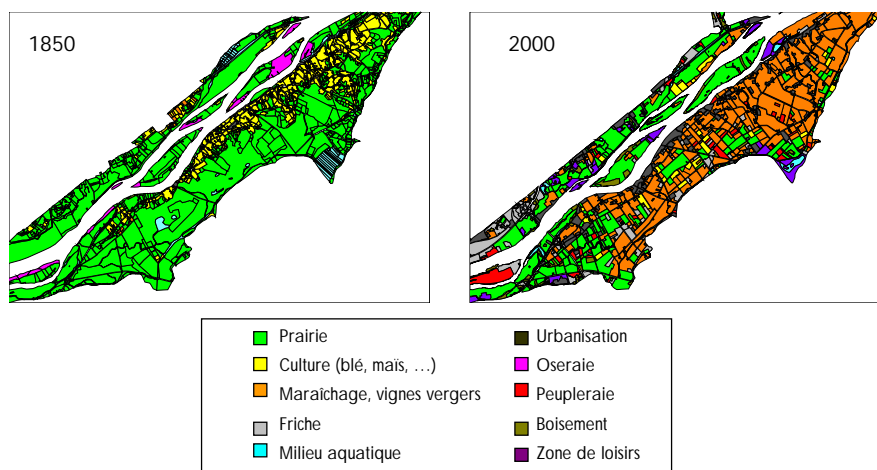 1850
2000
Prairie
Culture (blé, maïs, …)
Maraîchage, vignes vergers
Friche
Milieu aquatique
Urbanisation
Oseraie
Peupleraie
Boisement
Zone de loisirs